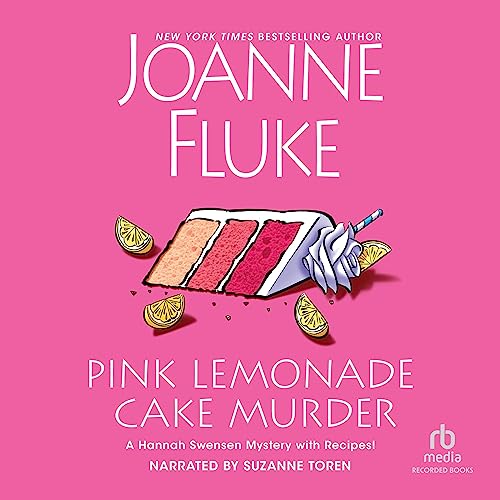 NEW YORK TIMES BESTSELLING AUTHOR
JOANNE
FLUKE
PINK LEMONADE
CAKE MURDER
A Hannah Swensen Mystery with Recipes!
NARRATED BY SUZANNE TOREN
rb
media
RECORDED BOOKS